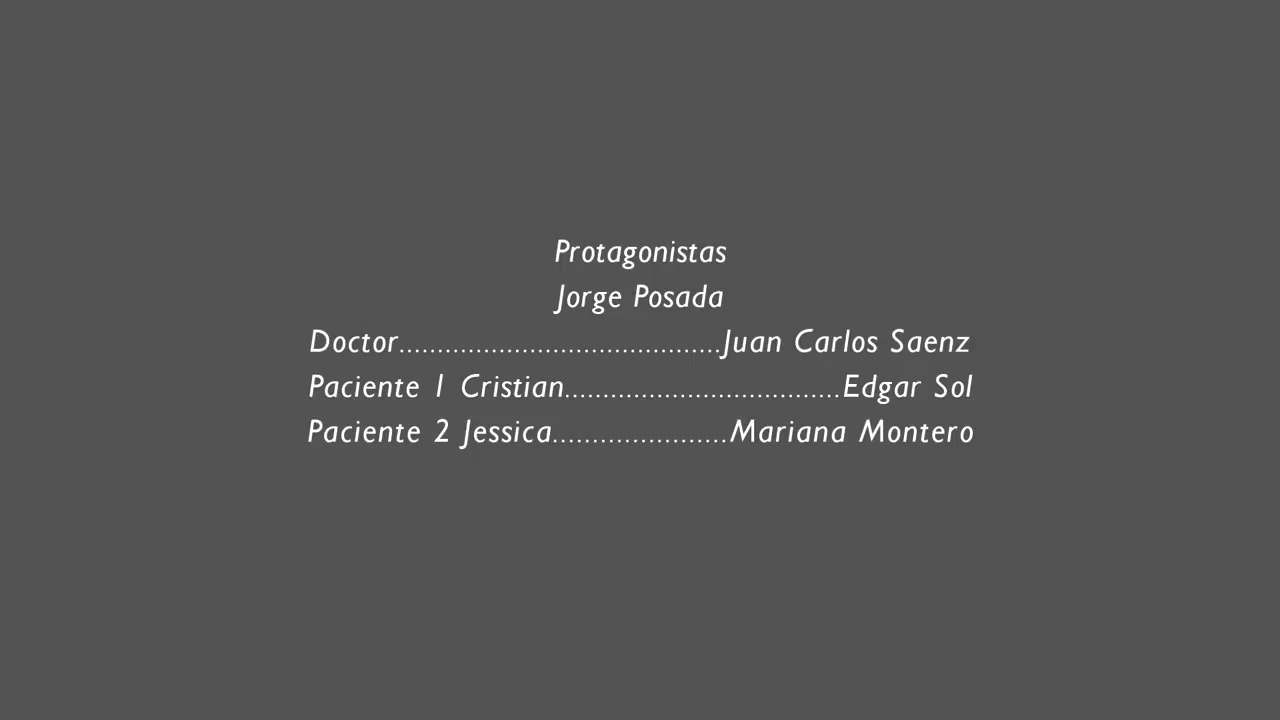 Protagonistas
Jorge Posada
Doctor..........................................Juan Carlos Saenz
Paciente 1 Cristian...................................Edgar Sol
Paciente 2 Jessica......................Mariana Montero